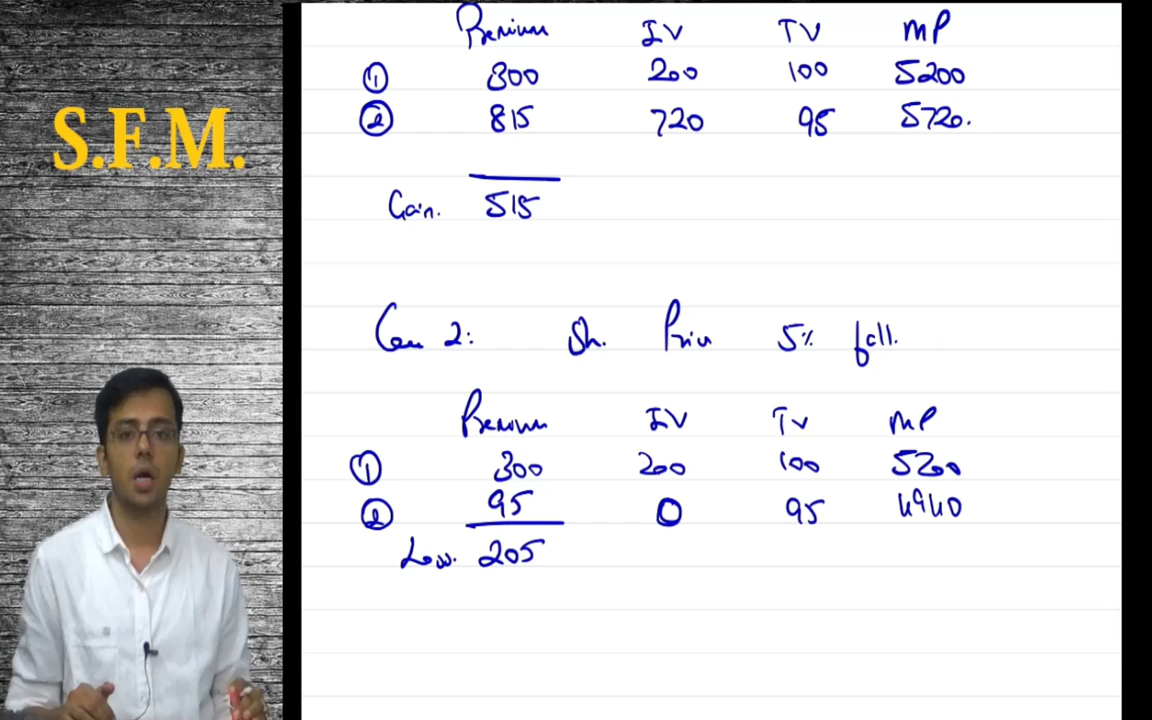 S.F.M.
Premium IV TV MP
① 300 200 100 5200
② 815 720 95 5720.
Gain. 515
Case 2: Sh. Price 5% fall.
Premium IV TV MP
① 300 200 100 5200
② 95 0 95 4940
Loss. 205